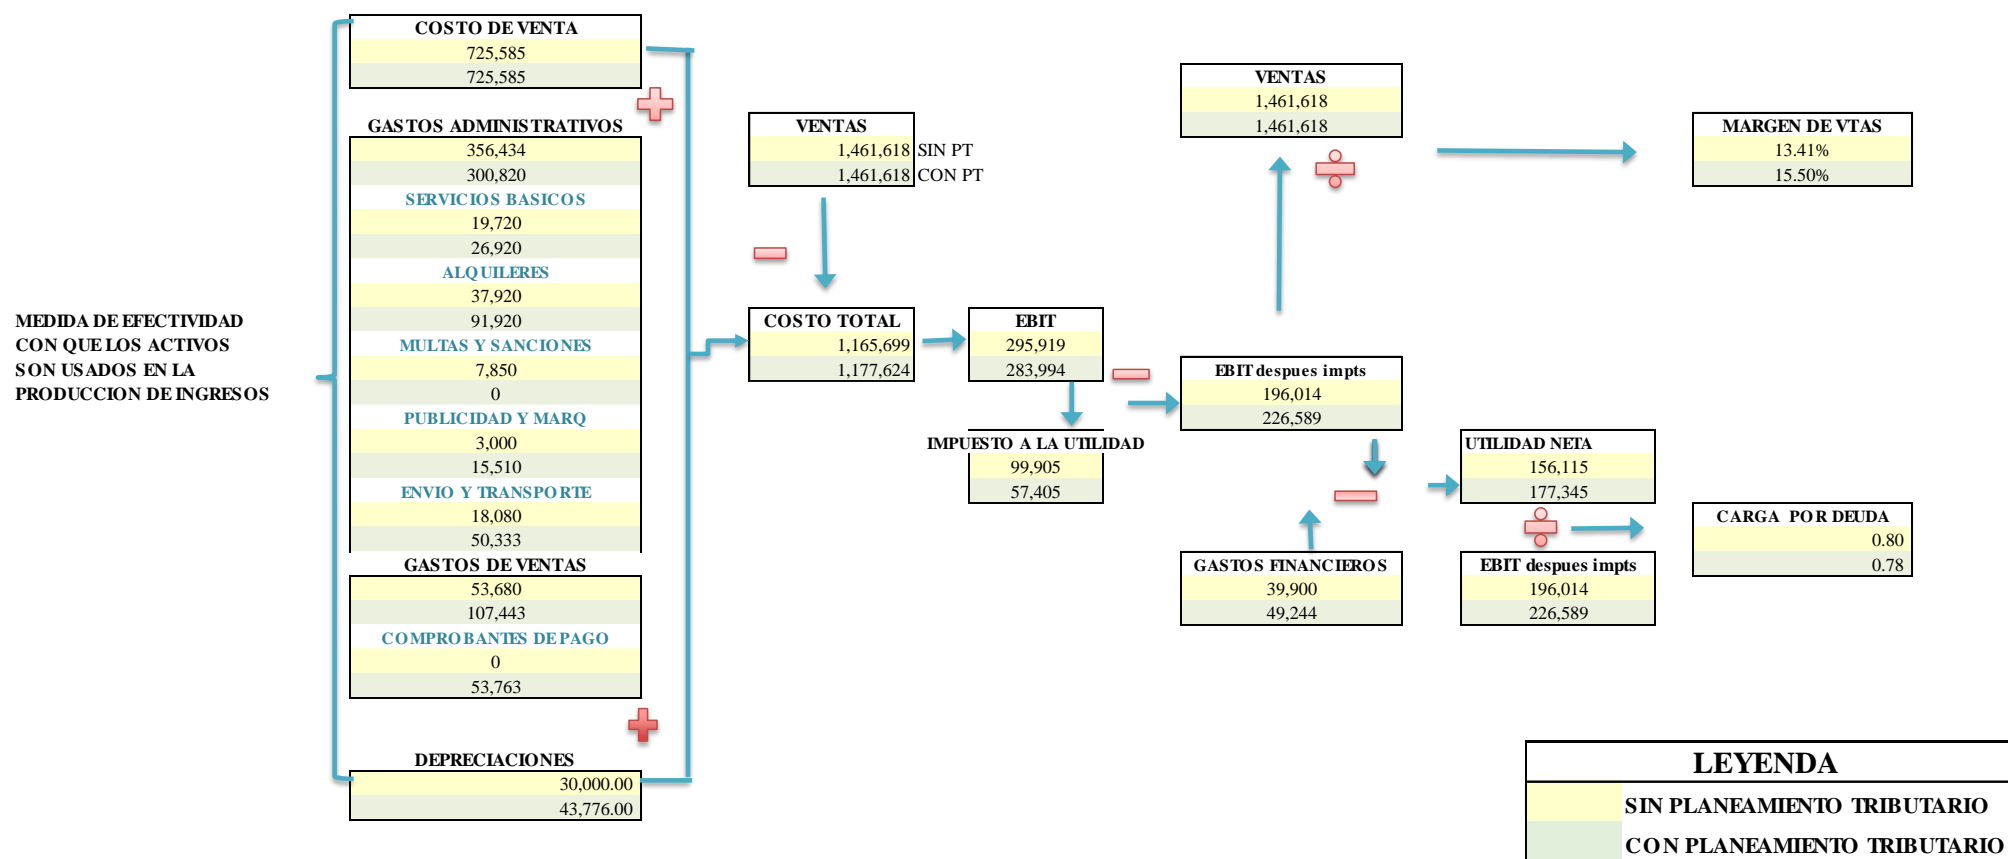 MEDIDA DE EFECTIVIDAD
CON QUE LOS ACTIVOS
SON USADOS EN LA
PRODUCCION DE INGRESOS
COSTO DE VENTA
725,585
725,585
GASTOS ADMINISTRATIVOS
356,434
300,820
SERVICIOS BASICOS
19,720
26,920
ALQUILERES
37,920
91,920
MULTAS Y SANCIONES
7,850
0
PUBLICIDAD Y MARQ
3,000
15,510
ENVIO Y TRANSPORTE
18,080
50,333
GASTOS DE VENTAS
53,680
107,443
COMPROBANTES DE PAGO
0
53,763
DEPRECIACIONES
30,000.00
43,776.00
VENTAS
1,461,618 SIN PT
1,461,618 CON PT
COSTO TOTAL
1,165,699
1,177,624
EBIT
295,919
283,994
IMPUESTO A LA UTILIDAD
99,905
57,405
VENTAS
1,461,618
1,461,618
EBIT despues impts
196,014
226,589
GASTOS FINANCIEROS
39,900
49,244
UTILIDAD NETA
156,115
177,345
EBIT despues impts
196,014
226,589
MARGEN DE VTAS
13.41%
15.50%
CARGA POR DEUDA
0.80
0.78
LEYENDA
SIN PLANEAMIENTO TRIBUTARIO
CON PLANEAMIENTO TRIBUTARIO